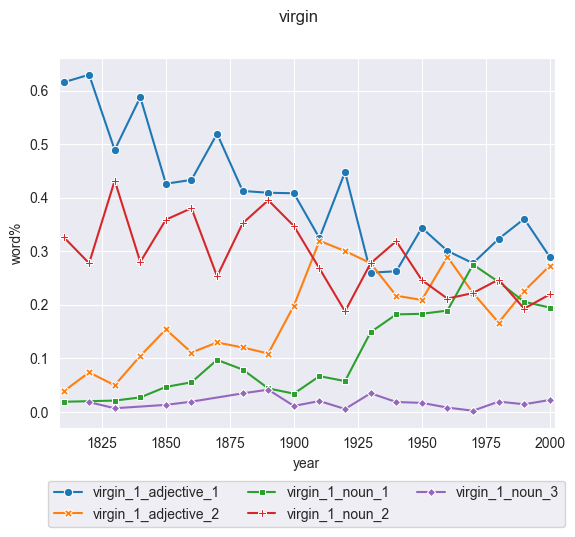 virgin
0.6
0.5
0.4
0.3
0.2
0.1
0.0
word%
1825 1850 1875 1900 1925 1950 1975 2000
year
virgin_1_adjective_1 virgin_1_noun_1 virgin_1_noun_3
virgin_1_adjective_2 virgin_1_noun_2